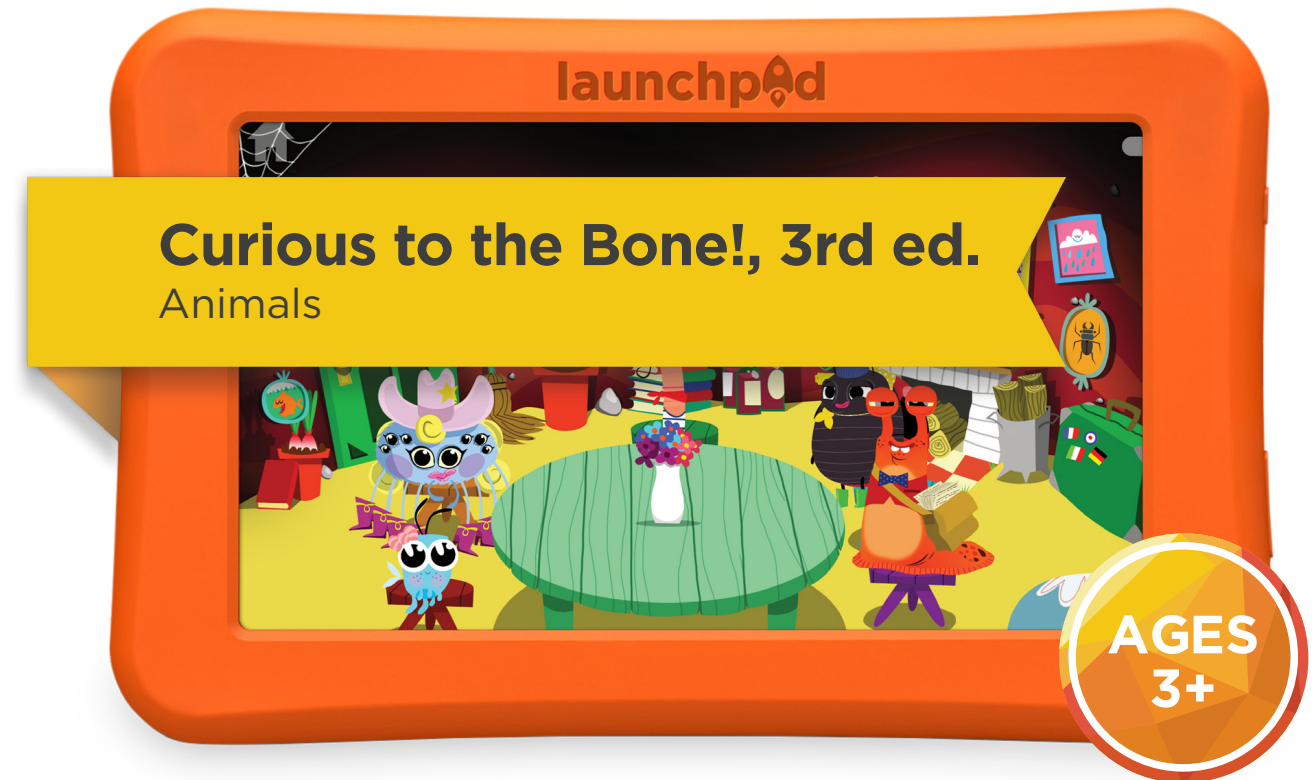 launchpad
Curious to the Bone!, 3rd ed.
Animals
AGES
3+